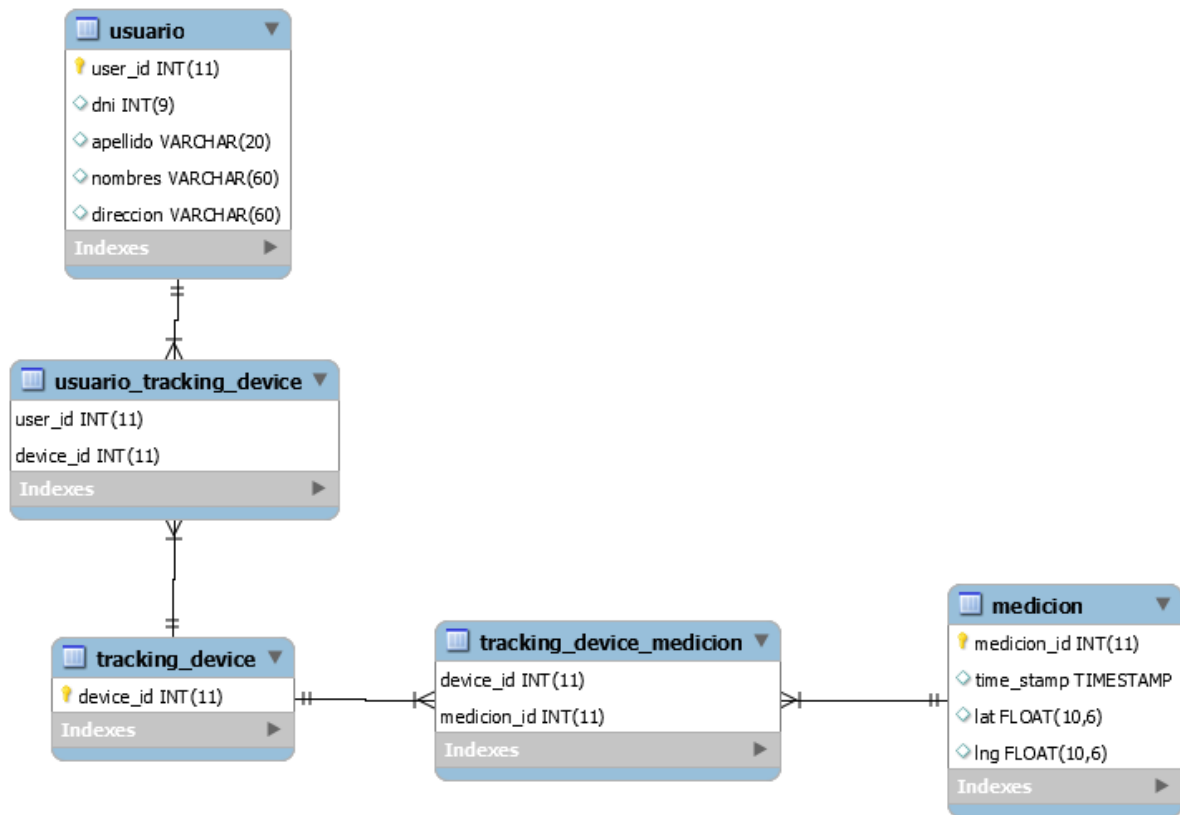 usuario
user_id INT(11)
dni INT(9)
apellido VARCHAR(20)
nombres VARCHAR(60)
direccion VARCHAR(60)
Indexes
usuario_tracking_device
user_id INT(11)
device_id INT(11)
Indexes
tracking_device
device_id INT(11)
Indexes
tracking_device_medicion
device_id INT(11)
medicion_id INT(11)
Indexes
medicion
medicion_id INT(11)
time_stamp TIMESTAMP
lat FLOAT(10,6)
lng FLOAT(10,6)
Indexes